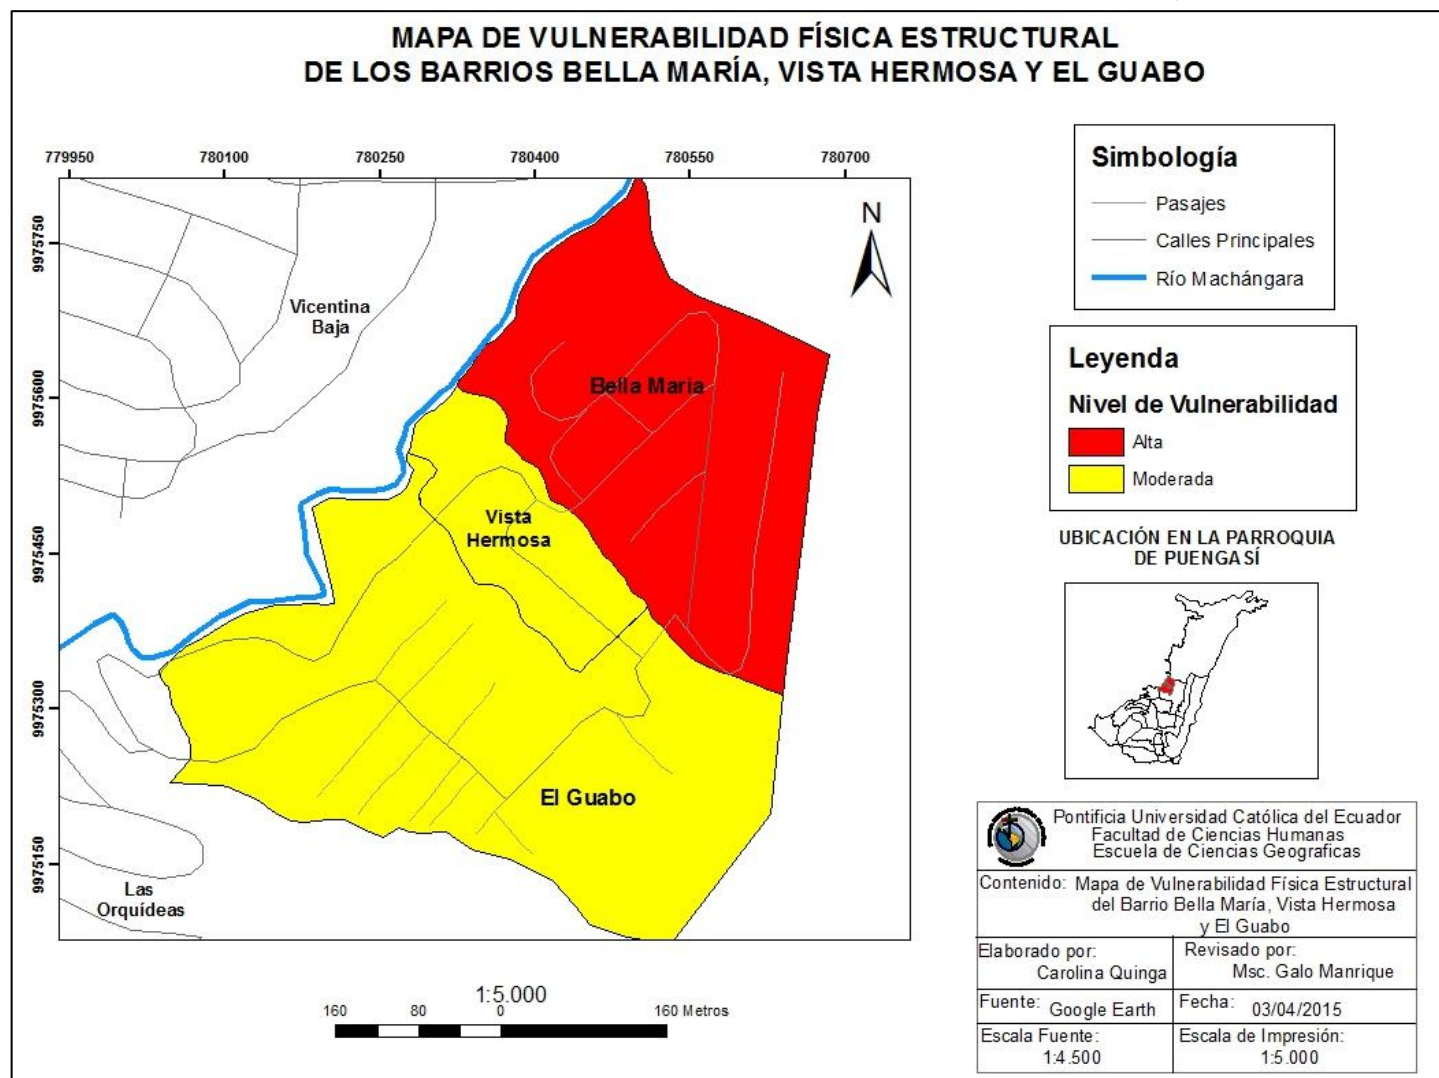 MAPA DE VULNERABILIDAD FÍSICA ESTRUCTURAL
DE LOS BARRIOS BELLA MARÍA, VISTA HERMOSA Y EL GUABO
779950 780100 780250 780400 780550 780700
9975750
9975600
9975450
9975300
9975150
N
Vicentina
Baja
Bella Maria
Vista
Hermosa
El Guabo
Las
Orquídeas
1:5.000
160 80 0 160 Metros
Simbología
Pasajes
Calles Principales
Río Machángara
Leyenda
Nivel de Vulnerabilidad
Alta
Moderada
UBICACIÓN EN LA PARROQUIA
DE PUENGASÍ
Pontificia Universidad Católica del Ecuador
Facultad de Ciencias Humanas
Escuela de Ciencias Geograficas
Contenido: Mapa de Vulnerabilidad Física Estructural
del Barrio Bella María, Vista Hermosa
y El Guabo
Elaborado por:
Carolina Quinga
Revisado por:
Msc. Galo Manrique
Fuente: Google Earth
Fecha: 03/04/2015
Escala Fuente:
1:4.500
Escala de Impresión:
1:5.000